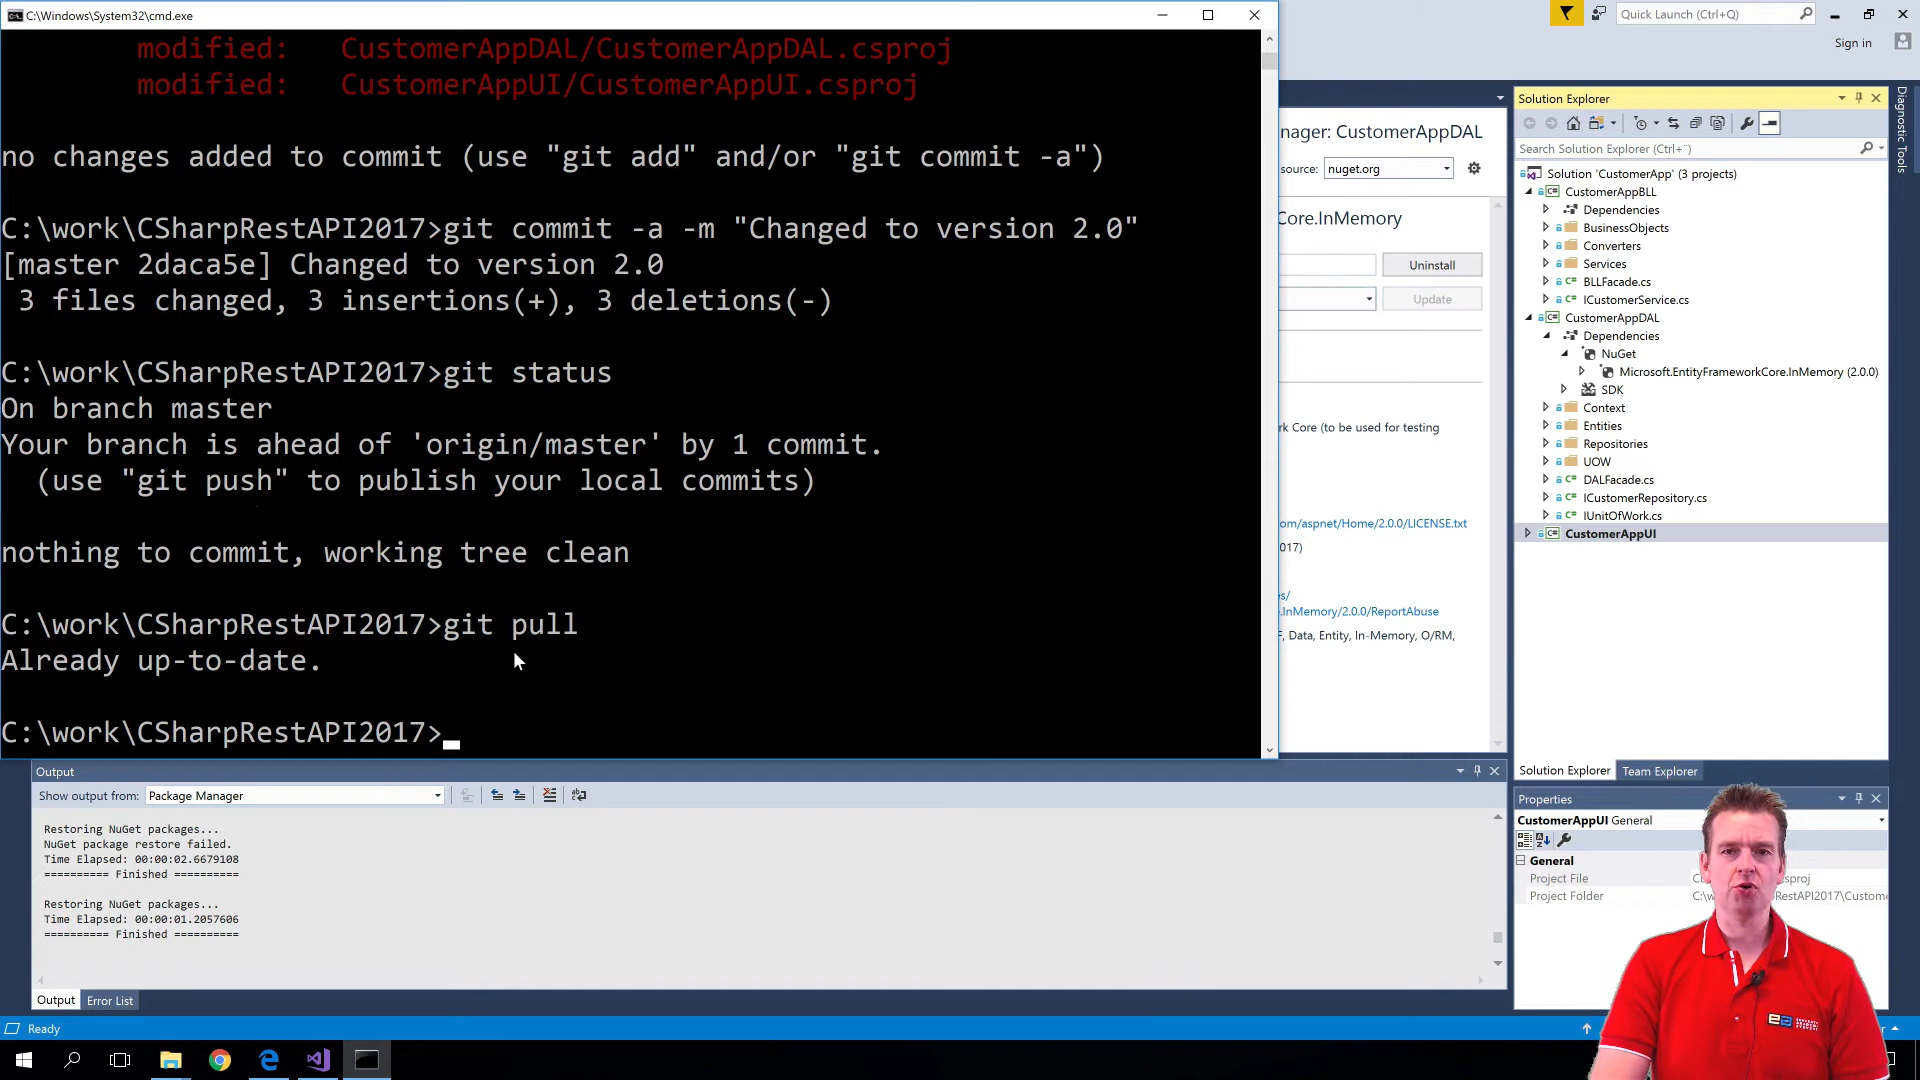 C:\Windows\System32\cmd.exe
modified:   CustomerAppDAL/CustomerAppDAL.csproj
modified:   CustomerAppUI/CustomerAppUI.csproj
no changes added to commit (use "git add" and/or "git commit -a")
C:\work\CSharpRestAPI2017>git commit -a -m "Changed to version 2.0"
[master 2daca5e] Changed to version 2.0
3 files changed, 3 insertions(+), 3 deletions(-)
C:\work\CSharpRestAPI2017>git status
On branch master
Your branch is ahead of 'origin/master' by 1 commit.
(use "git push" to publish your local commits)
nothing to commit, working tree clean
C:\work\CSharpRestAPI2017>git pull
Already up-to-date.
C:\work\CSharpRestAPI2017>
Quick Launch (Ctrl+Q)
Sign in
nager: CustomerAppDAL
source: nuget.org
Core.InMemory
Uninstall
Update
rk Core (to be used for testing
om/aspnet/Home/2.0.0/LICENSE.txt
017)
es/
.InMemory/2.0.0/ReportAbuse
F, Data, Entity, In-Memory, O/RM,
Solution Explorer
Search Solution Explorer (Ctrl+¨)
Solution 'CustomerApp' (3 projects)
CustomerAppBLL
Dependencies
BusinessObjects
Converters
Services
BLLFacade.cs
ICustomerService.cs
CustomerAppDAL
Dependencies
NuGet
Microsoft.EntityFrameworkCore.InMemory (2.0.0)
SDK
Context
Entities
Repositories
UOW
DALFacade.cs
ICustomerRepository.cs
IUnitOfWork.cs
CustomerAppUI
Diagnostic Tools
Solution Explorer
Team Explorer
Properties
CustomerAppUI General
General
Project File
sproj
Project Folder
RestAPI2017\Custome
Output
Show output from: Package Manager
Restoring NuGet packages...
NuGet package restore failed.
Time Elapsed: 00:00:02.6679108
========== Finished ==========
Restoring NuGet packages...
Time Elapsed: 00:00:01.2057606
========== Finished ==========
Output
Error List
Ready